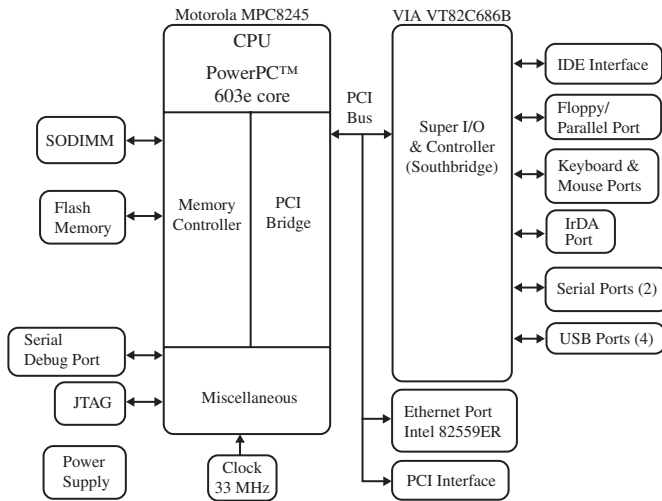 Motorola MPC8245
VIA VT82C686B
CPU
PowerPC™
603e core
PCI
Bus
SODIMM
Flash
Memory
Memory
Controller
PCI
Bridge
Super I/O
& Controller
(Southbridge)
IDE Interface
Floppy/
Parallel Port
Keyboard &
Mouse Ports
IrDA
Port
Serial Ports (2)
USB Ports (4)
Serial
Debug Port
JTAG
Miscellaneous
Power
Supply
Clock
33 MHz
Ethernet Port
Intel 82559ER
PCI Interface